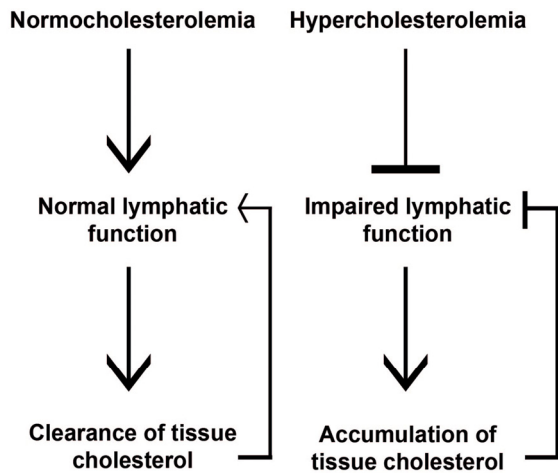 Normocholesterolemia
Hypercholesterolemia
Normal lymphatic
function
Impaired lymphatic
function
Clearance of tissue
cholesterol
Accumulation of
tissue cholesterol